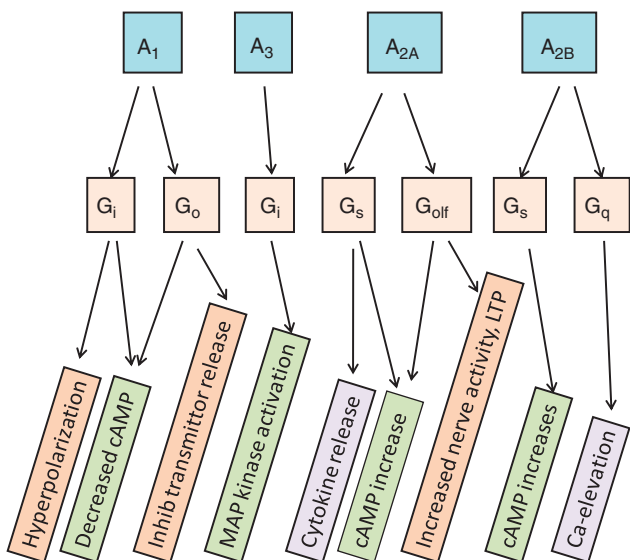 A₁
A₃
A₂A
A₂B
Gᵢ
Gₒ
Gᵢ
Gₛ
Golf
Gₛ
Gq
Hyperpolarization
Decreased cAMP
Inhib transmittor release
MAP kinase activation
Cytokine release
cAMP increase
Increased nerve activity, LTP
cAMP increases
Ca-elevation